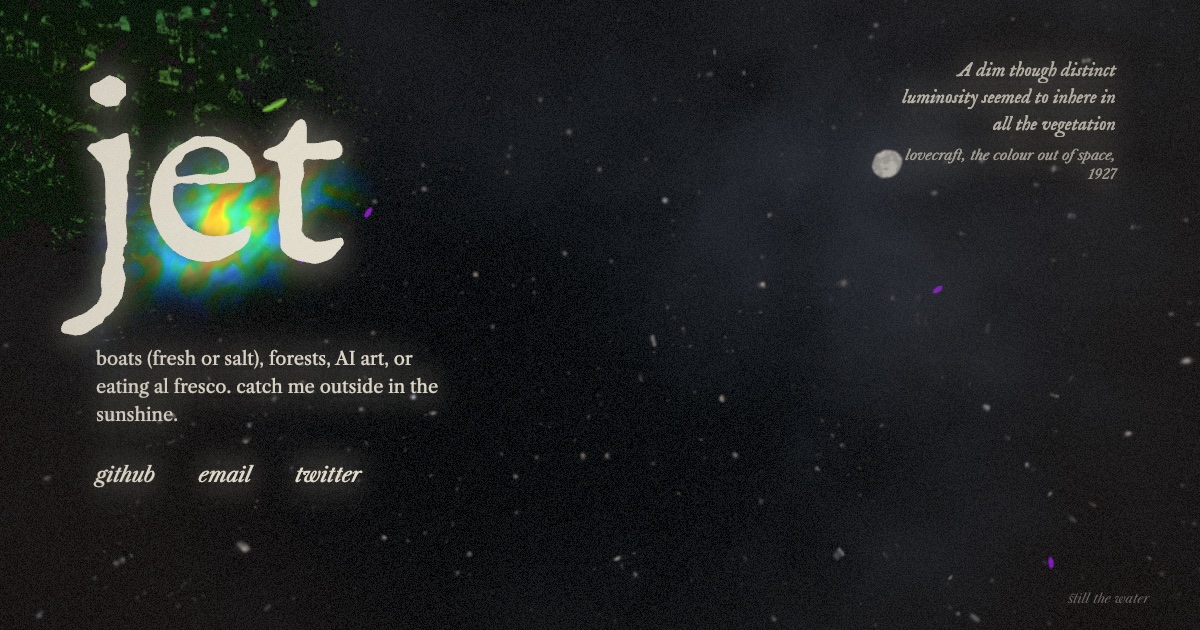 jet
boats (fresh or salt), forests, AI art, or
eating al fresco. catch me outside in the
sunshine.
github email twitter
A dim though distinct
luminosity seemed to inhere in
all the vegetation
lovecraft, the colour out of space,
1927
still the water